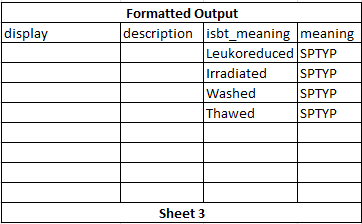 Formatted Output
display description isbt_meaning meaning
Leukoreduced SPTYP
Irradiated SPTYP
Washed SPTYP
Thawed SPTYP
Sheet 3